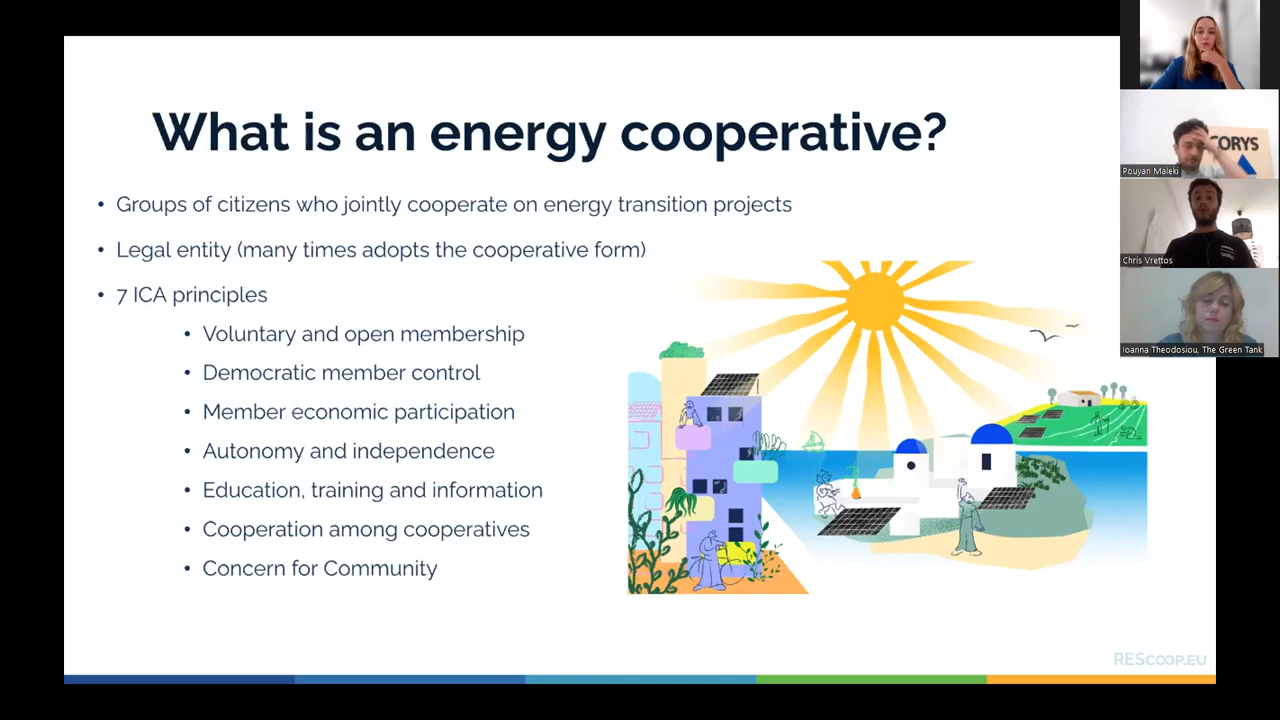 What is an energy cooperative?
• Groups of citizens who jointly cooperate on energy transition projects
• Legal entity (many times adopts the cooperative form)
• 7 ICA principles
• Voluntary and open membership
• Democratic member control
• Member economic participation
• Autonomy and independence
• Education, training and information
• Cooperation among cooperatives
• Concern for Community
REScoop.eu
CORYS
Pouyan Maleki
Chris Vrettos
Ioanna Theodosiou, The Green Tank